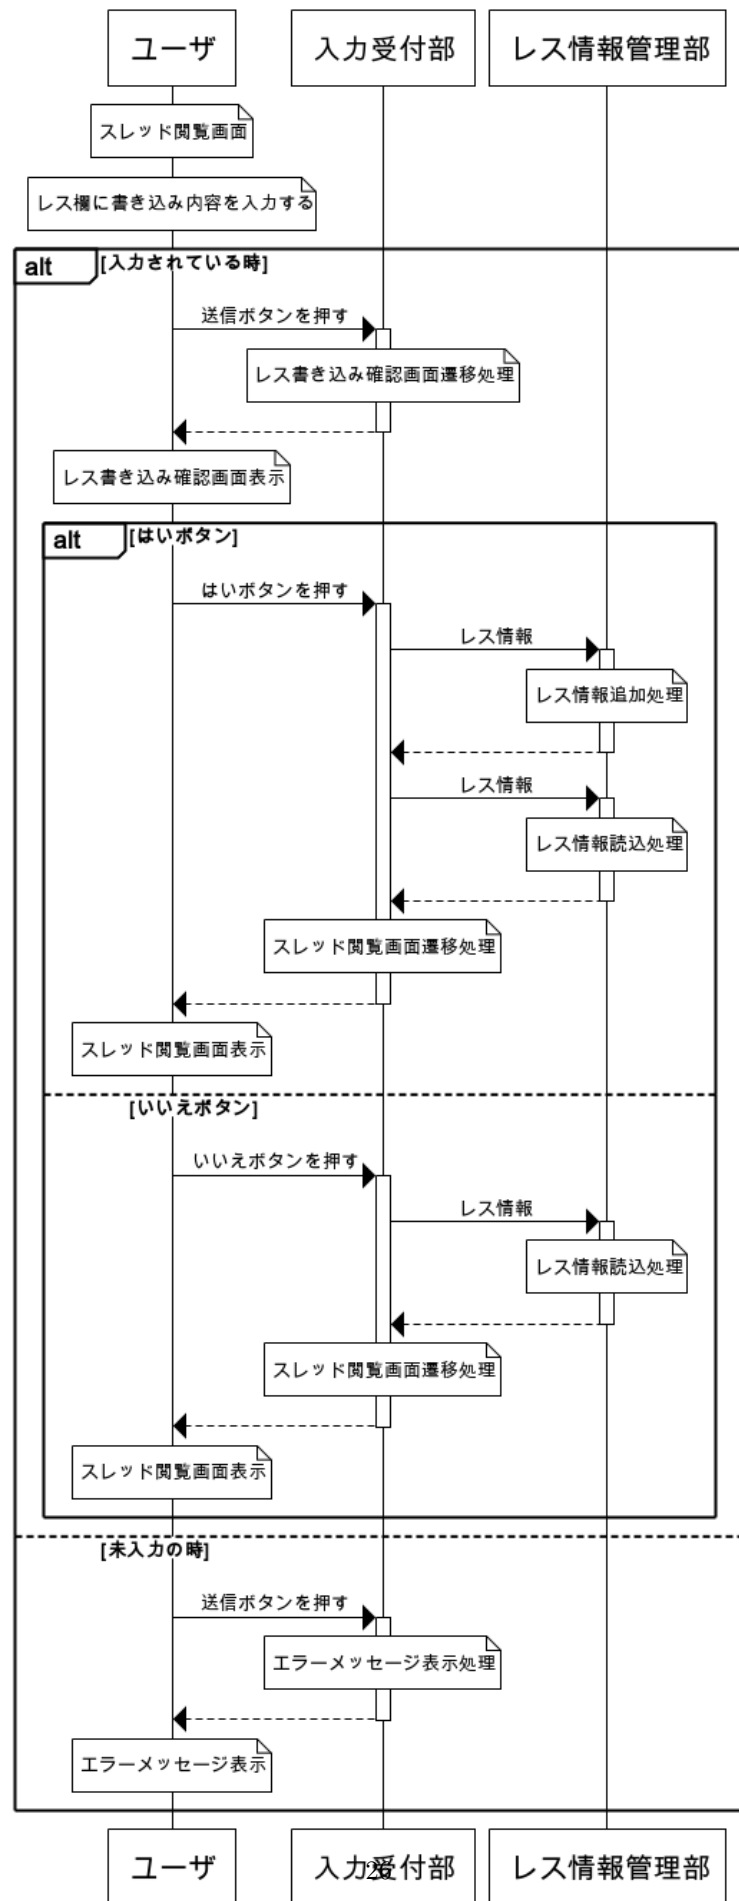 ユーザ
入力受付部
レス情報管理部
スレッド閲覧画面
レス欄に書き込み内容を入力する
alt
[入力されている時]
送信ボタンを押す
レス書き込み確認画面遷移処理
レス書き込み確認画面表示
alt
[はいボタン]
はいボタンを押す
レス情報
レス情報追加処理
レス情報
レス情報読込処理
スレッド閲覧画面遷移処理
スレッド閲覧画面表示
[いいえボタン]
いいえボタンを押す
レス情報
レス情報読込処理
スレッド閲覧画面遷移処理
スレッド閲覧画面表示
[未入力の時]
送信ボタンを押す
エラーメッセージ表示処理
エラーメッセージ表示
ユーザ
入力受付部
レス情報管理部